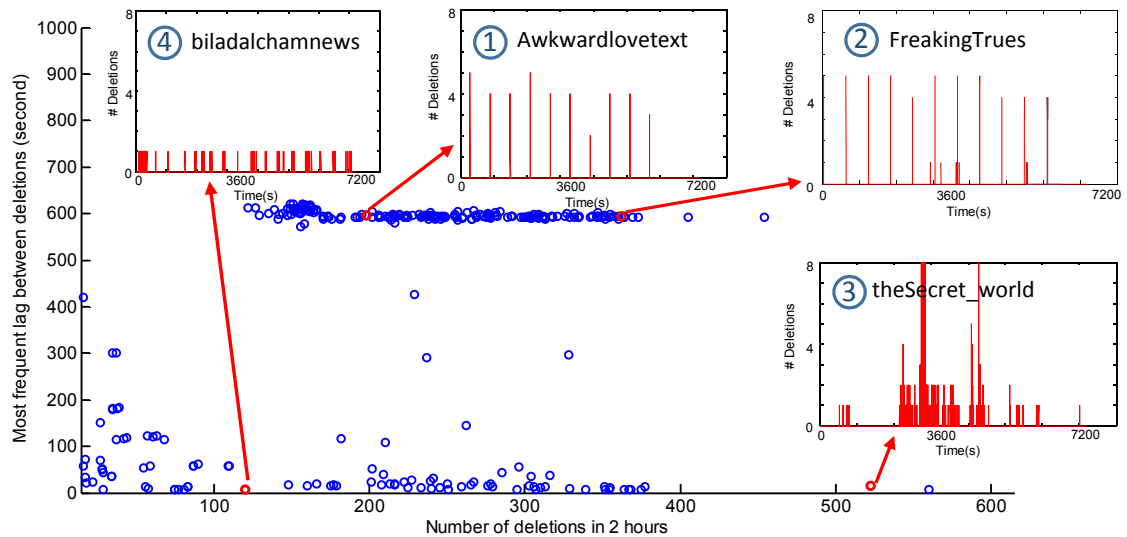 Most frequent lag between deletions (second)
1000
900
800
700
600
500
400
300
200
100
0
100
200
300
400
500
600
Number of deletions in 2 hours
4 biladalchamnews
# Deletions
8
4
0
0
3600
7200
Time(s)
1 Awkwardlovetext
# Deletions
8
4
0
0
3600
7200
Time(s)
2 FreakingTrues
# Deletions
8
4
0
0
3600
7200
Time(s)
3 theSecret_world
# Deletions
8
4
0
0
3600
7200
Time(s)